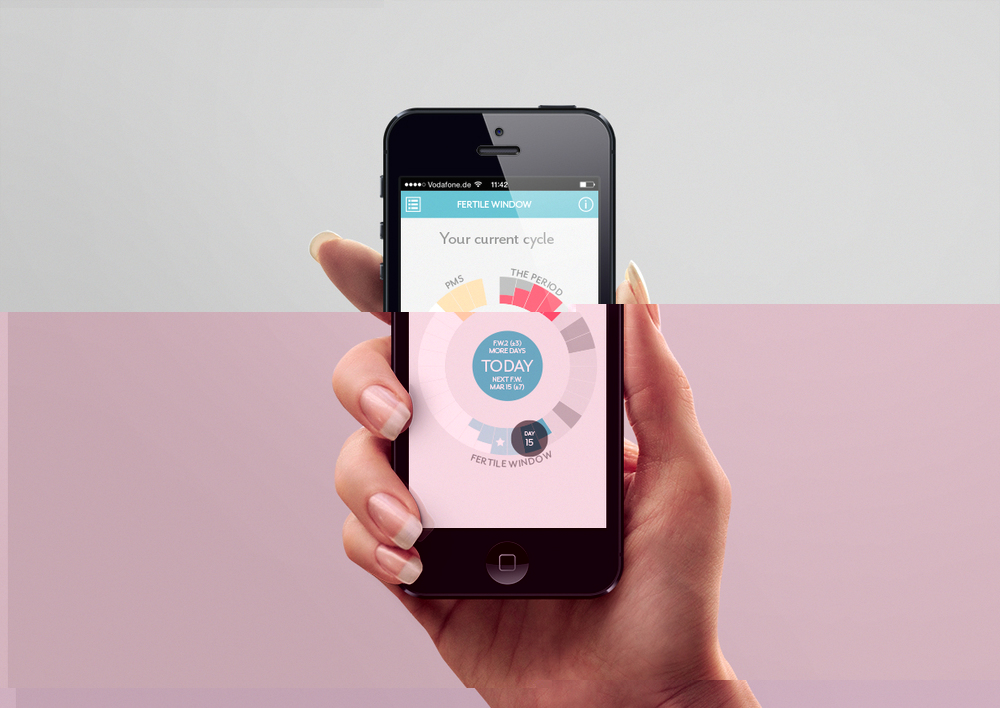 Vodafone.de 11:42
FERTILE WINDOW
Your current cycle
PMS
THE PERIOD
F.W.2 (±3)
MORE DAYS
TODAY
NEXT F.W.
MAR 15 (±7)
DAY
15
FERTILE WINDOW